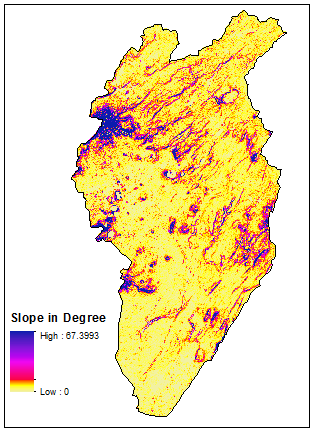 Slope in Degree
High : 67.3993
Low : 0